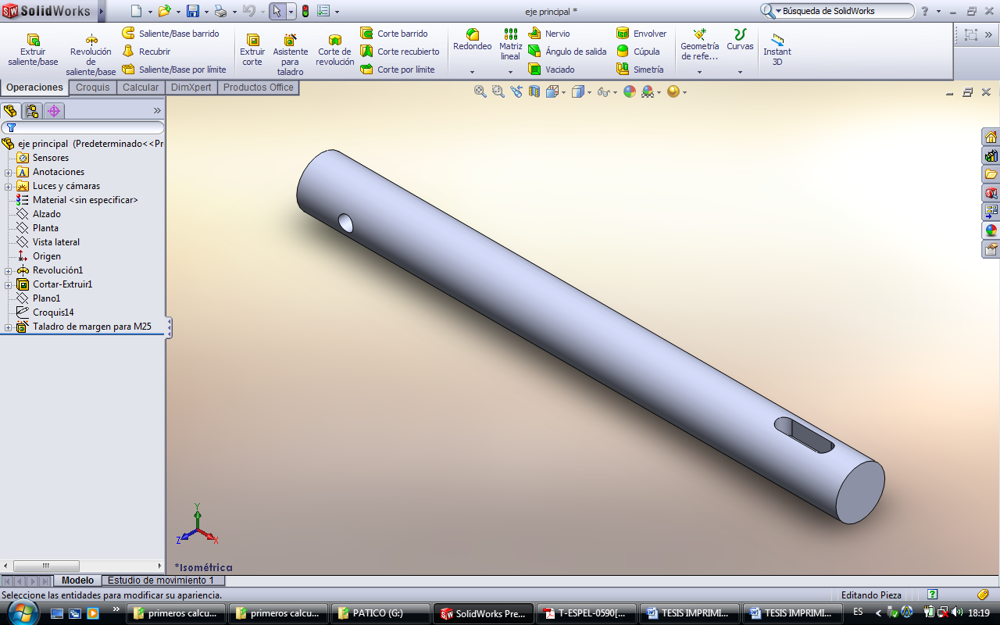 SolidWorks
eje principal *
Búsqueda de SolidWorks
Extruir
saliente/base
Revolución
de
saliente/base
Saliente/Base barrido
Recubrir
Saliente/Base por límite
Extruir
corte
Asistente
para
taladro
Corte de
revolución
Corte barrido
Corte recubierto
Corte por límite
Redondeo
Matriz
lineal
Nervio
Ángulo de salida
Vaciado
Envolver
Cúpula
Simetría
Geometría
de refe...
Curvas
Instant
3D
Operaciones
Croquis
Calcular
DimXpert
Productos Office
eje principal (Predeterminado<<Pr
Sensores
Anotaciones
Luces y cámaras
Material <sin especificar>
Alzado
Planta
Vista lateral
Origen
Revolución1
Cortar-Extruir1
Plano1
Croquis14
Taladro de margen para M25
Y
Z
X
*Isométrica
Modelo
Estudio de movimiento 1
Seleccione las entidades para modificar su apariencia.
Editando Pieza
primeros calcu...
primeros calcu...
PATICO (G:)
SolidWorks Pre...
T-ESPEL-0590[...
TESIS IMPRIMI...
TESIS IMPRIMI...
ES
18:19